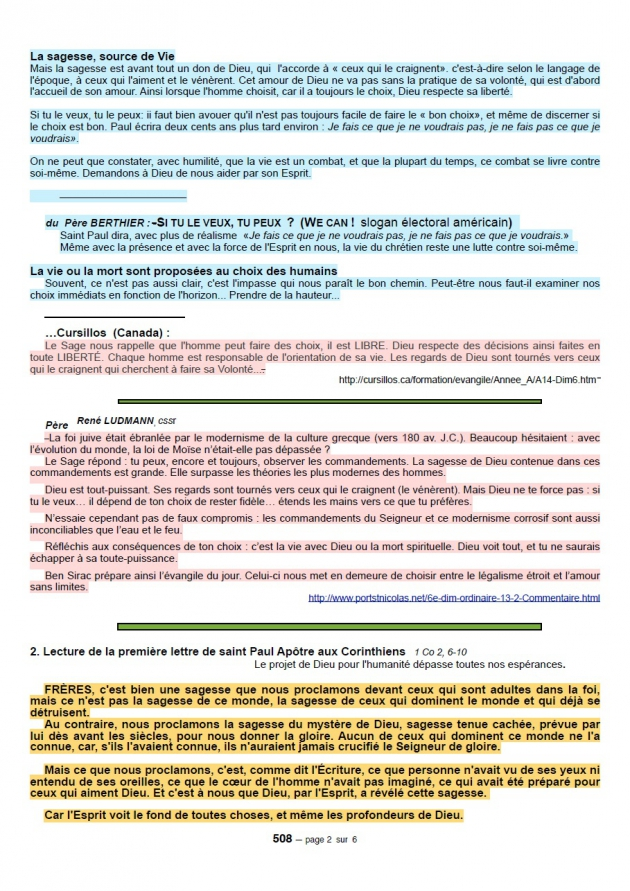 La sagesse, source de Vie
Mais la sagesse est avant tout un don de Dieu, qui l'accorde à « ceux qui le craignent». c'est-à-dire selon le langage de
l'époque, à ceux qui l'aiment et le vénèrent. Cet amour de Dieu ne va pas sans la pratique de sa volonté, qui est d'abord
l'accueil de son amour. Ainsi lorsque l'homme choisit, car il a toujours le choix, Dieu respecte sa liberté.
Si tu le veux, tu le peux: ii faut bien avouer qu'il n'est pas toujours facile de faire le « bon choix», et même de discerner si
le choix est bon. Paul écrira deux cents ans plus tard environ : Je fais ce que je ne voudrais pas, je ne fais pas ce que je
voudrais».
On ne peut que constater, avec humilité, que la vie est un combat, et que la plupart du temps, ce combat se livre contre
soi-même. Demandons à Dieu de nous aider par son Esprit.
du Père BERTHIER : -SI TU LE VEUX, TU PEUX ? (WE CAN ! slogan électoral américain)
Saint Paul dira, avec plus de réalisme «Je fais ce que je ne voudrais pas, je ne fais pas ce que je voudrais.»
Même avec la présence et avec la force de l'Esprit en nous, la vie du chrétien reste une lutte contre soi-même.
La vie ou la mort sont proposées au choix des humains
Souvent, ce n'est pas aussi clair, c'est l'impasse qui nous paraît le bon chemin. Peut-être nous faut-il examiner nos
choix immédiats en fonction de l'horizon... Prendre de la hauteur...
…Cursillos (Canada) :
Le Sage nous rappelle que l'homme peut faire des choix, il est LIBRE. Dieu respecte des décisions ainsi faites en
toute LIBERTÉ. Chaque homme est responsable de l'orientation de sa vie. Les regards de Dieu sont tournés vers ceux
qui le craignent qui cherchent à faire sa Volonté...-
http://cursillos.ca/formation/evangile/Annee_A/A14-Dim6.htm
Père René LUDMANN, cssr
–La foi juive était ébranlée par le modernisme de la culture grecque (vers 180 av. J.C.). Beaucoup hésitaient : avec
l'évolution du monde, la loi de Moïse n'était-elle pas dépassée ?
Le Sage répond : tu peux, encore et toujours, observer les commandements. La sagesse de Dieu contenue dans ces
commandements est grande. Elle surpasse les théories les plus modernes des hommes.
Dieu est tout-puissant. Ses regards sont tournés vers ceux qui le craignent (le vénèrent). Mais Dieu ne te force pas : si
tu le veux… il dépend de ton choix de rester fidèle… étends les mains vers ce que tu préfères.
N'essaie cependant pas de faux compromis : les commandements du Seigneur et ce modernisme corrosif sont aussi
inconciliables que l'eau et le feu.
Réfléchis aux conséquences de ton choix : c'est la vie avec Dieu ou la mort spirituelle. Dieu voit tout, et tu ne saurais
échapper à sa toute-puissance.
Ben Sirac prépare ainsi l'évangile du jour. Celui-ci nous met en demeure de choisir entre le légalisme étroit et l'amour
sans limites.
http://www.portstnicolas.net/6e-dim-ordinaire-13-2-Commentaire.html
2. Lecture de la première lettre de saint Paul Apôtre aux Corinthiens 1 Co 2, 6-10
Le projet de Dieu pour l'humanité dépasse toutes nos espérances.
FRÈRES, c'est bien une sagesse que nous proclamons devant ceux qui sont adultes dans la foi,
mais ce n'est pas la sagesse de ce monde, la sagesse de ceux qui dominent le monde et qui déjà se
détruisent.
Au contraire, nous proclamons la sagesse du mystère de Dieu, sagesse tenue cachée, prévue par
lui dès avant les siècles, pour nous donner la gloire. Aucun de ceux qui dominent ce monde ne l'a
connue, car, s'ils l'avaient connue, ils n'auraient jamais crucifié le Seigneur de gloire.
Mais ce que nous proclamons, c'est, comme dit l'Écriture, ce que personne n'avait vu de ses yeux ni
entendu de ses oreilles, ce que le cœur de l'homme n'avait pas imaginé, ce qui avait été préparé pour
ceux qui aiment Dieu. Et c'est à nous que Dieu, par l'Esprit, a révélé cette sagesse.
Car l'Esprit voit le fond de toutes choses, et même les profondeurs de Dieu.
508 — page 2 sur 6